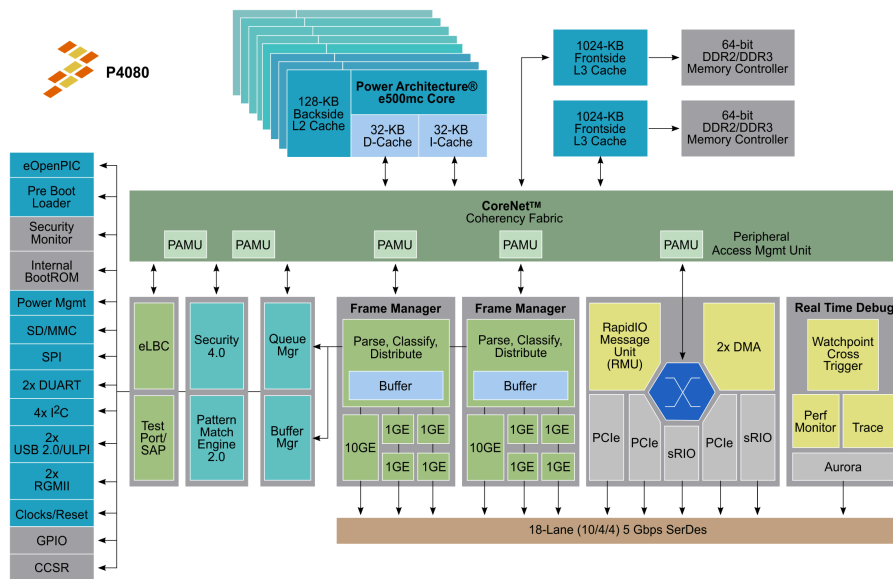 P4080
128-KB
Backside
L2 Cache
Power Architecture®
e500mc Core
32-KB
D-Cache
32-KB
I-Cache
1024-KB
Frontside
L3 Cache
64-bit
DDR2/DDR3
Memory Controller
1024-KB
Frontside
L3 Cache
64-bit
DDR2/DDR3
Memory Controller
eOpenPIC
Pre Boot
Loader
Security
Monitor
Internal
BootROM
Power Mgmt
SD/MMC
SPI
2x DUART
4x I²C
2x
USB 2.0/ULPI
2x
RGMII
Clocks/Reset
GPIO
CCSR
CoreNet™
Coherency Fabric
PAMU
PAMU
PAMU
PAMU
PAMU
Peripheral
Access Mgmt Unit
eLBC
Test
Port/
SAP
Security
4.0
Pattern
Match
Engine
2.0
Queue
Mgr
Buffer
Mgr
Frame Manager
Parse, Classify,
Distribute
Buffer
10GE
1GE
1GE
1GE
1GE
Frame Manager
Parse, Classify,
Distribute
Buffer
10GE
1GE
1GE
1GE
1GE
RapidIO
Message
Unit
(RMU)
2x DMA
PCIe
PCIe
sRIO
PCIe
sRIO
Real Time Debug
Watchpoint
Cross
Trigger
Perf
Monitor
Trace
Aurora
18-Lane (10/4/4) 5 Gbps SerDes